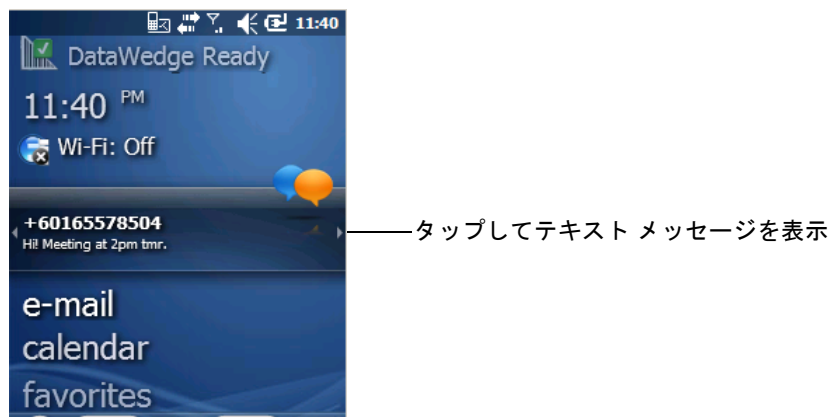 11:40
DataWedge Ready
11:40 PM
Wi-Fi: Off
+60165578504
Hi! Meeting at 2pm tmr.
タップしてテキスト メッセージを表示
e-mail
calendar
favorites